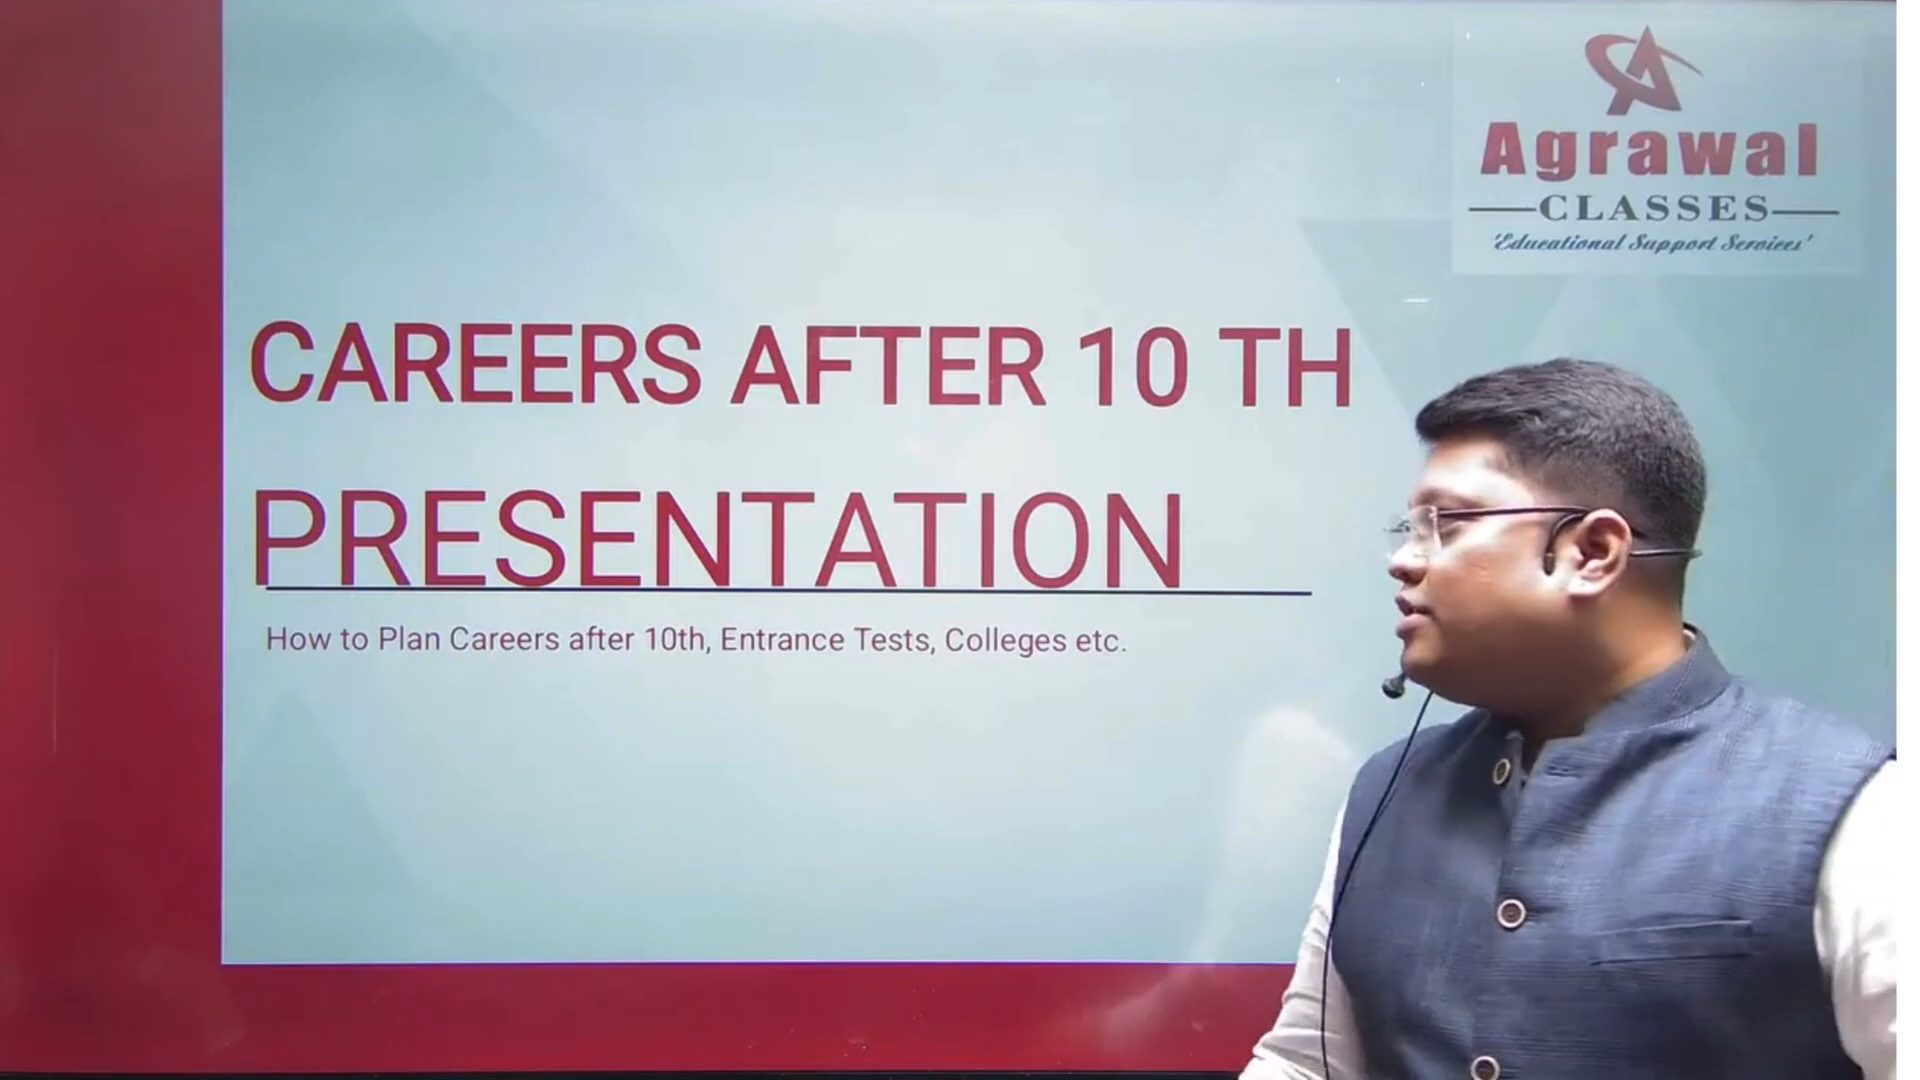 Agrawal
CLASSES
'Educational Support Services'
CAREERS AFTER 10 TH
PRESENTATION
How to Plan Careers after 10th, Entrance Tests, Colleges etc.